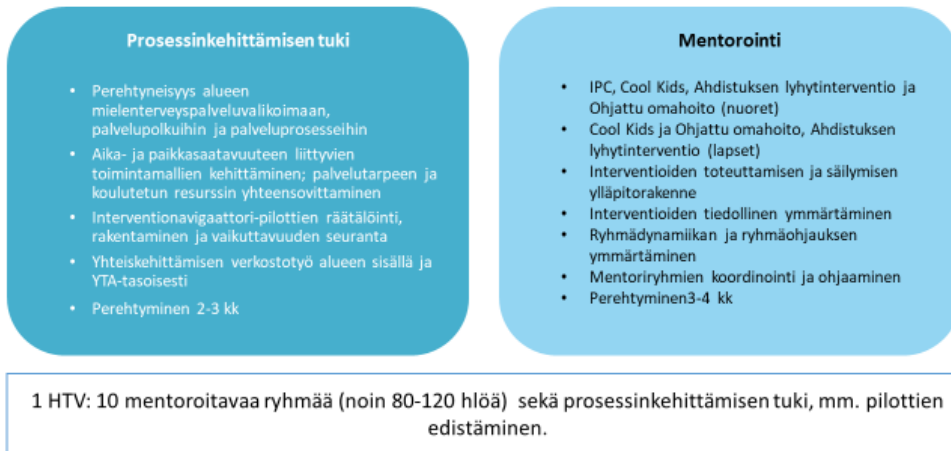 Prosessinkehittämisen tuki
• Perehtyneisyys alueen
mielenterveyspalveluvalikoimaan,
palvelupolkuihin ja palveluprosesseihin
• Aika- ja paikkasaatavuuteen liittyvien
toimintamallien kehittäminen; palvelutarpeen ja
koulutetun resurssin yhteensovittaminen
• Interventionavigaattori-pilottien räätälöinti,
rakentaminen ja vaikuttavuuden seuranta
• Yhteiskehittämisen verkostotyö alueen sisällä ja
YTA-tasoisesti
• Perehtyminen 2-3 kk
Mentorointi
• IPC, Cool Kids, Ahdistuksen lyhytinterventio ja
Ohjattu omahoito (nuoret)
• Cool Kids ja Ohjattu omahoito, Ahdistuksen
lyhytinterventio (lapset)
• Interventioiden toteuttamisen ja säilymisen
ylläpitorakenne
• Interventioiden tiedollinen ymmärtäminen
• Ryhmädynamiikan ja ryhmäohjauksen
ymmärtäminen
• Mentoriryhmien koordinointi ja ohjaaminen
• Perehtyminen3-4 kk
1 HTV: 10 mentoroitavaa ryhmää (noin 80-120 hlöä) sekä prosessinkehittämisen tuki, mm. pilottien
edistäminen.